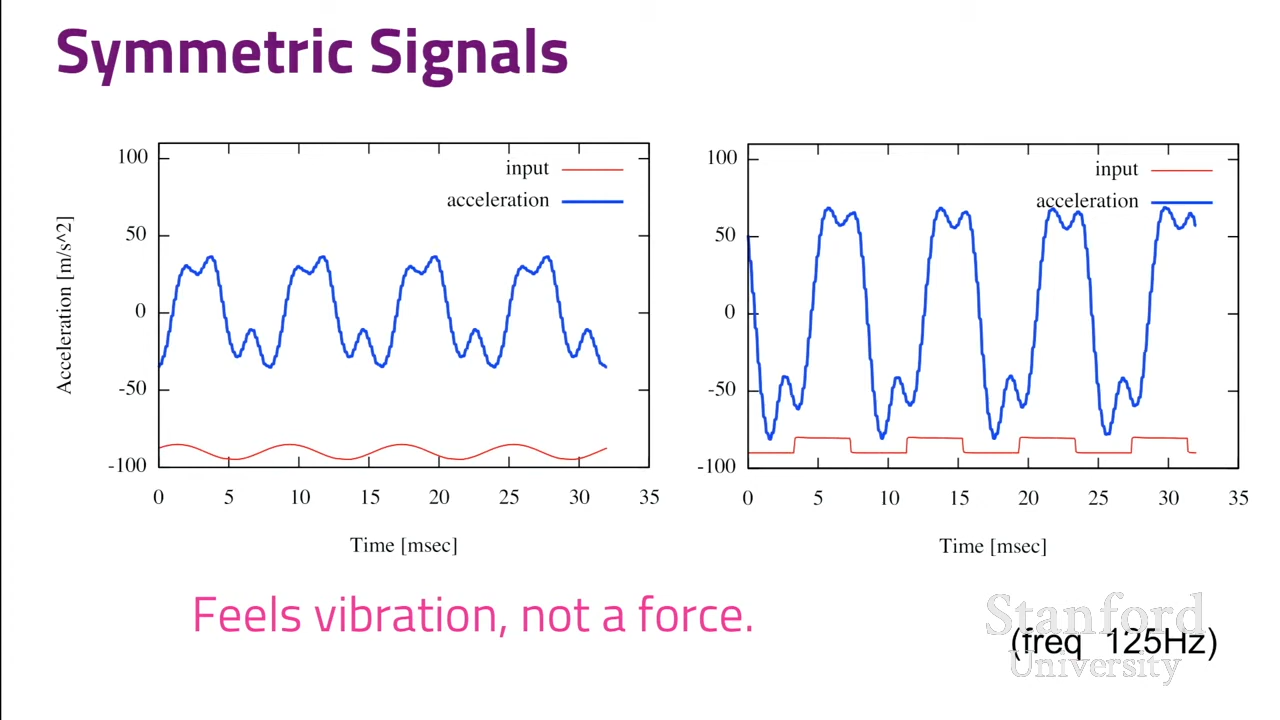 Symmetric Signals
100
50
0
-50
-100
0 5 10 15 20 25 30 35
Acceleration [m/s^2]
Time [msec]
input
acceleration
100
50
0
-50
-100
0 5 10 15 20 25 30 35
Time [msec]
input
acceleration
Feels vibration, not a force.
(freq 125Hz)
Stanford
University